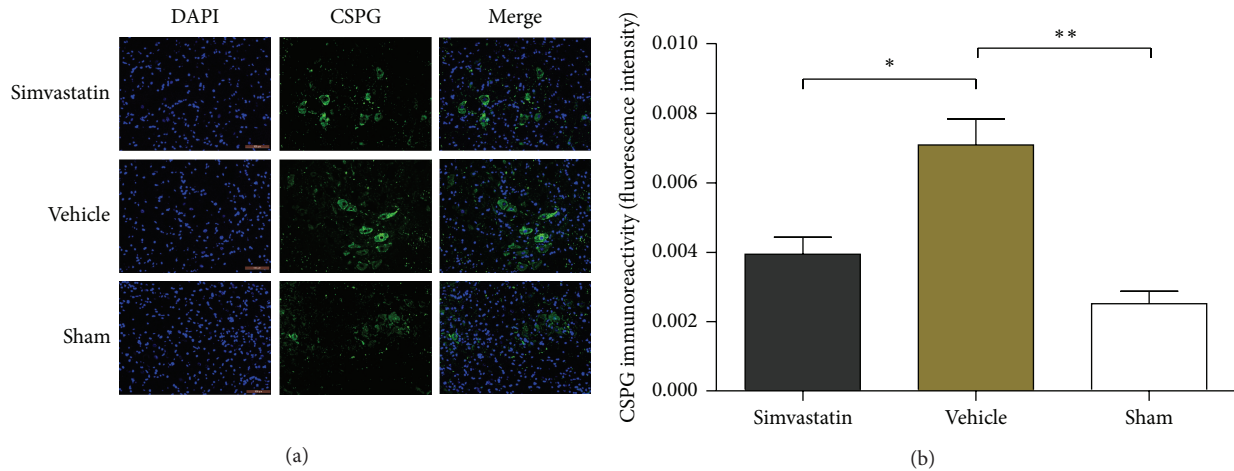 DAPI CSPG Merge
Simvastatin
Vehicle
Sham
(a)
CSPG immunoreactivity (fluorescence intensity)
0.010
0.008
0.006
0.004
0.002
0.000
*
**
Simvastatin Vehicle Sham
(b)